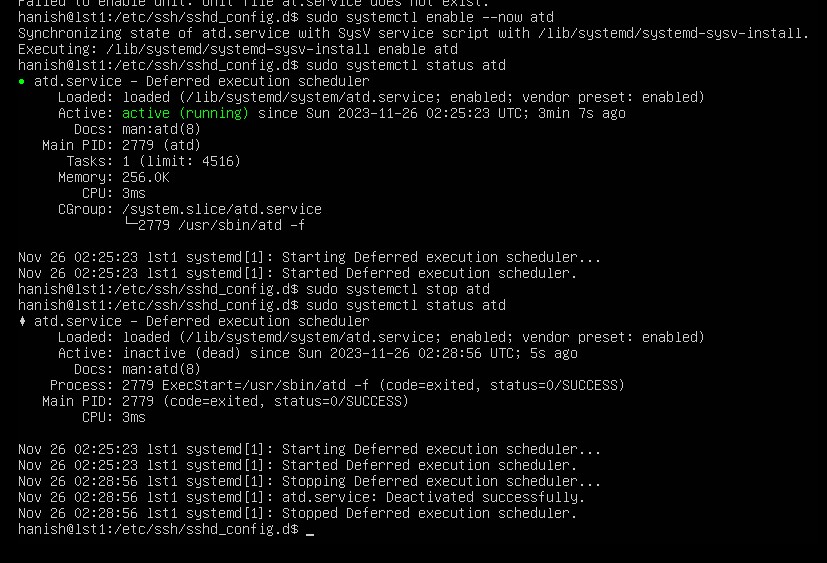 Failed to enable unit: Unit file at.service does not exist.
hanish@lst1:/etc/ssh/sshd_config.d$ sudo systemctl enable --now atd
Synchronizing state of atd.service with SysV service script with /lib/systemd/systemd-sysv-install.
Executing: /lib/systemd/systemd-sysv-install enable atd
hanish@lst1:/etc/ssh/sshd_config.d$ sudo systemctl status atd
● atd.service - Deferred execution scheduler
     Loaded: loaded (/lib/systemd/system/atd.service; enabled; vendor preset: enabled)
     Active: active (running) since Sun 2023-11-26 02:25:23 UTC; 3min 7s ago
       Docs: man:atd(8)
   Main PID: 2779 (atd)
      Tasks: 1 (limit: 4516)
     Memory: 256.0K
        CPU: 3ms
     CGroup: /system.slice/atd.service
             └─2779 /usr/sbin/atd -f
Nov 26 02:25:23 lst1 systemd[1]: Starting Deferred execution scheduler...
Nov 26 02:25:23 lst1 systemd[1]: Started Deferred execution scheduler.
hanish@lst1:/etc/ssh/sshd_config.d$ sudo systemctl stop atd
hanish@lst1:/etc/ssh/sshd_config.d$ sudo systemctl status atd
♦ atd.service - Deferred execution scheduler
     Loaded: loaded (/lib/systemd/system/atd.service; enabled; vendor preset: enabled)
     Active: inactive (dead) since Sun 2023-11-26 02:28:56 UTC; 5s ago
       Docs: man:atd(8)
    Process: 2779 ExecStart=/usr/sbin/atd -f (code=exited, status=0/SUCCESS)
   Main PID: 2779 (code=exited, status=0/SUCCESS)
        CPU: 3ms
Nov 26 02:25:23 lst1 systemd[1]: Starting Deferred execution scheduler...
Nov 26 02:25:23 lst1 systemd[1]: Started Deferred execution scheduler.
Nov 26 02:28:56 lst1 systemd[1]: Stopping Deferred execution scheduler...
Nov 26 02:28:56 lst1 systemd[1]: atd.service: Deactivated successfully.
Nov 26 02:28:56 lst1 systemd[1]: Stopped Deferred execution scheduler.
hanish@lst1:/etc/ssh/sshd_config.d$ _